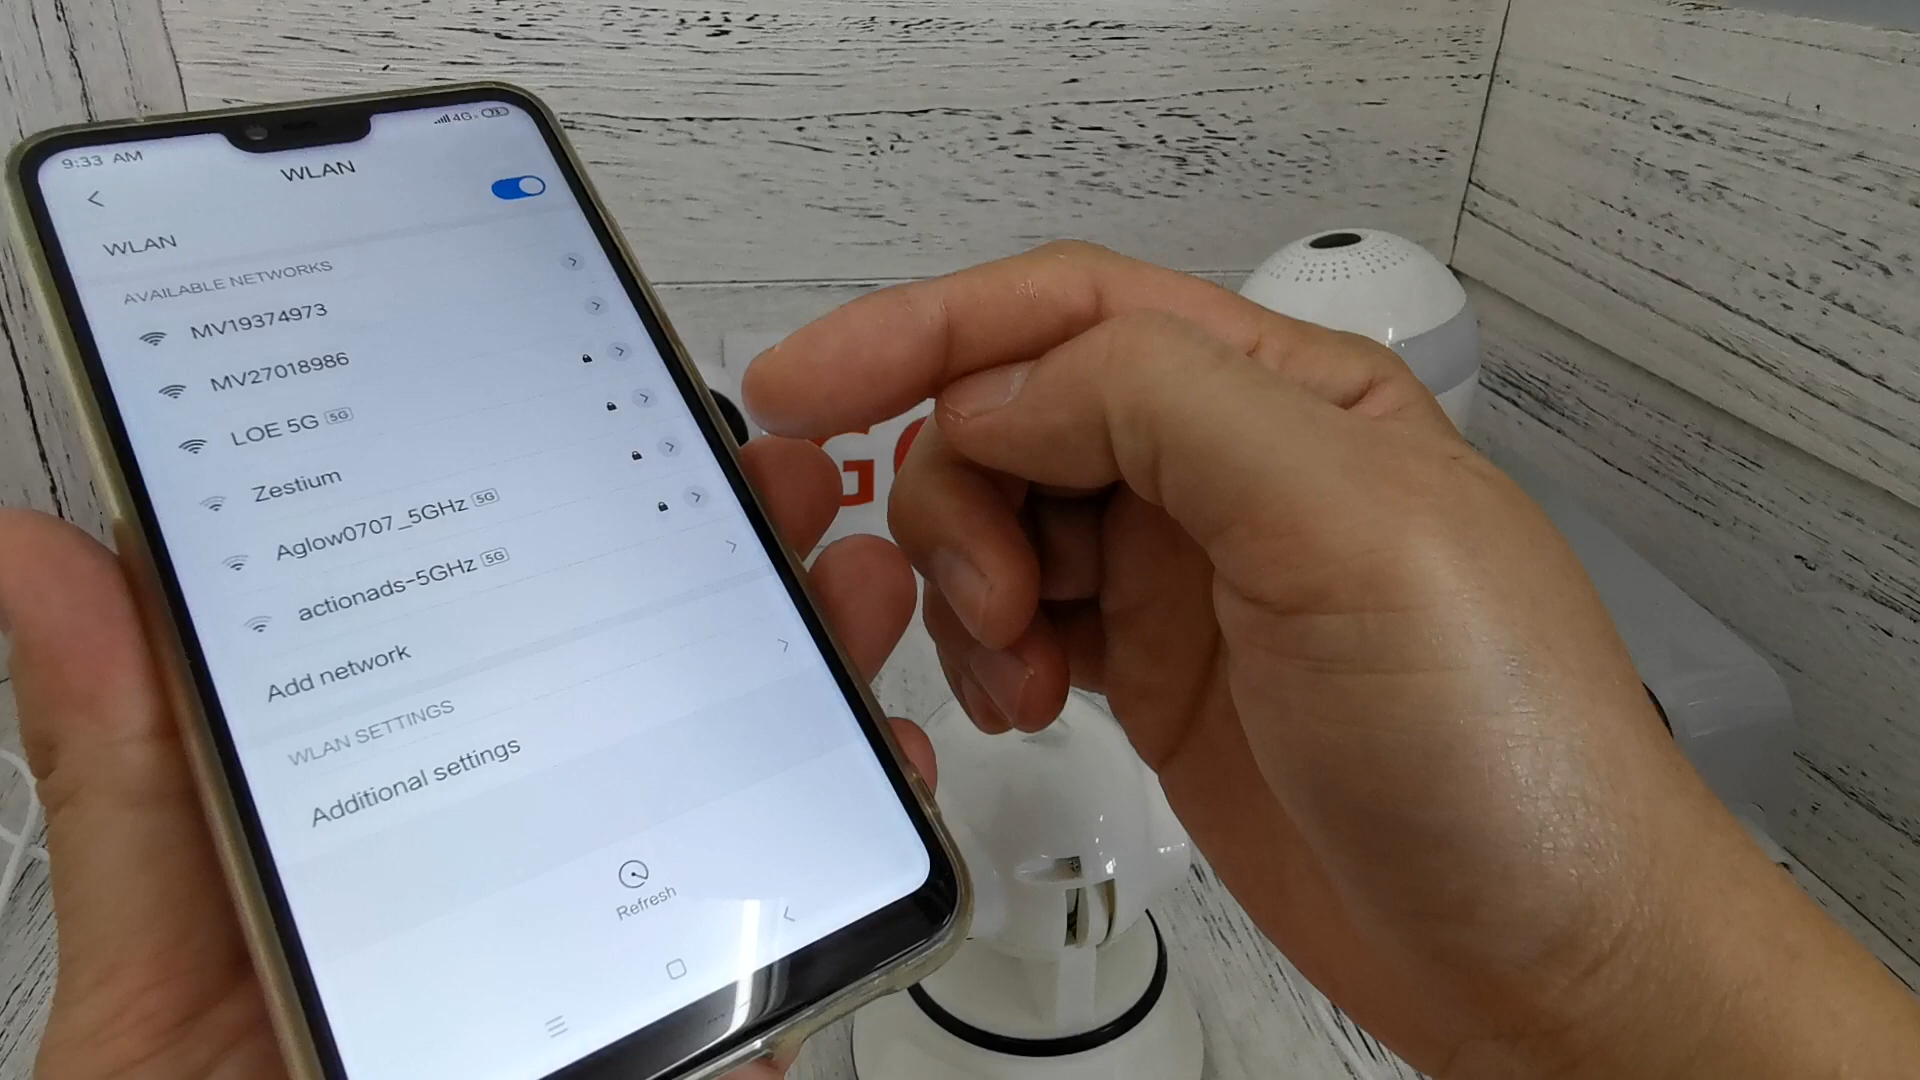 9:33 AM
4G
WLAN
WLAN
AVAILABLE NETWORKS
MV19374973
MV27018986
LOE 5G 5G
Zestium
Aglow0707_5GHz 5G
actionads-5GHz 5G
Add network
WLAN SETTINGS
Additional settings
Refresh
G